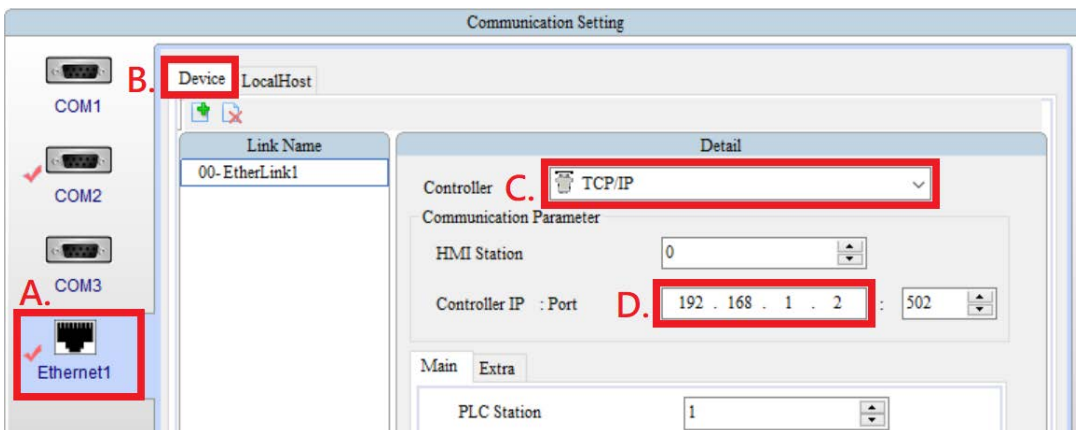 Communication Setting
COM1
COM2
COM3
A.
Ethernet1
B.
Device LocalHost
Link Name
00-EtherLink1
Detail
Controller C. TCP/IP
Communication Parameter
HMI Station 0
Controller IP : Port D. 192 . 168 . 1 . 2 : 502
Main Extra
PLC Station 1